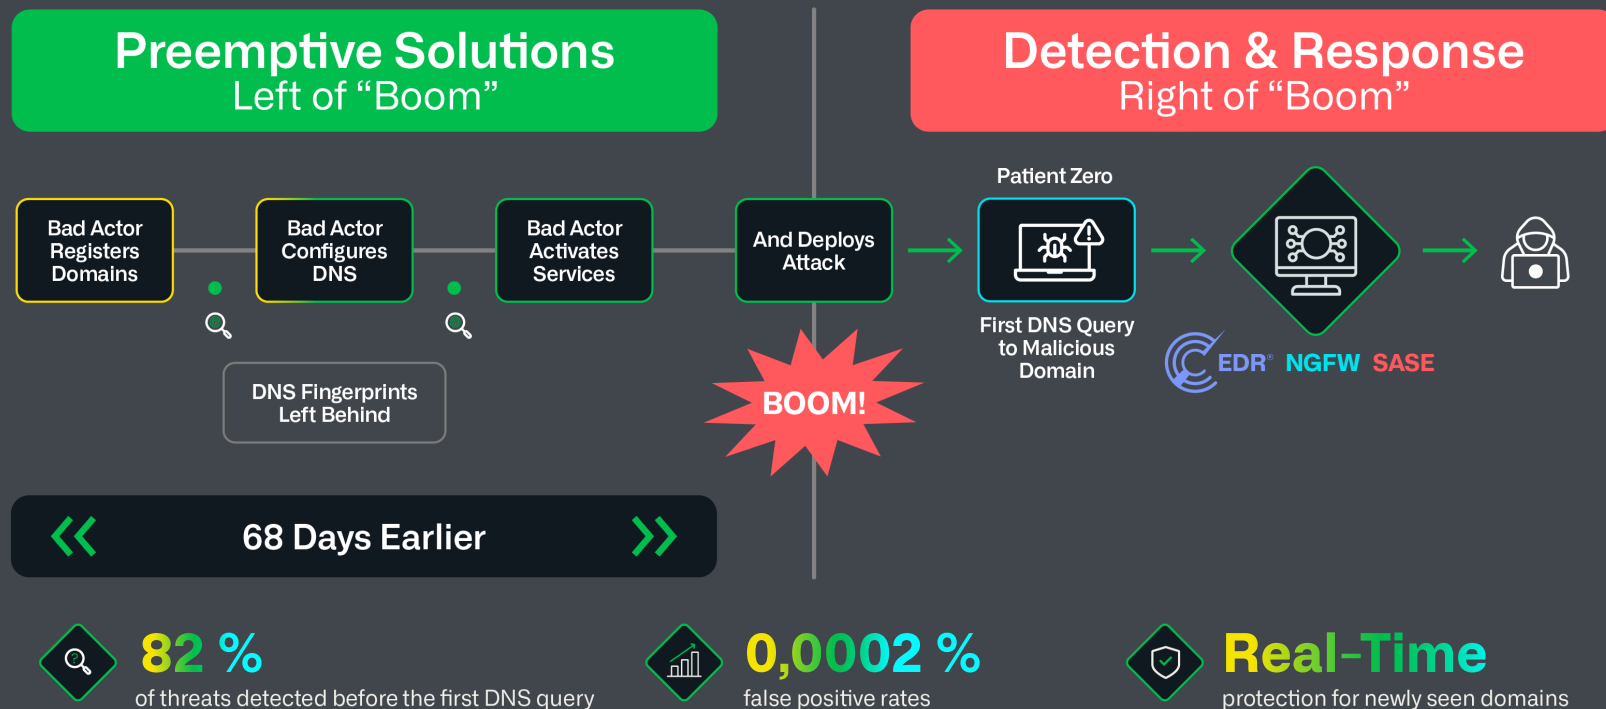 Preemptive Solutions
Left of “Boom”
Detection & Response
Right of “Boom”
Bad Actor
Registers
Domains
Bad Actor
Configures
DNS
Bad Actor
Activates
Services
And Deploys
Attack
Patient Zero
First DNS Query
to Malicious
Domain
EDR® NGFW SASE
DNS Fingerprints
Left Behind
BOOM!
68 Days Earlier
82 %
of threats detected before the first DNS query
0,0002 %
false positive rates
Real-Time
protection for newly seen domains